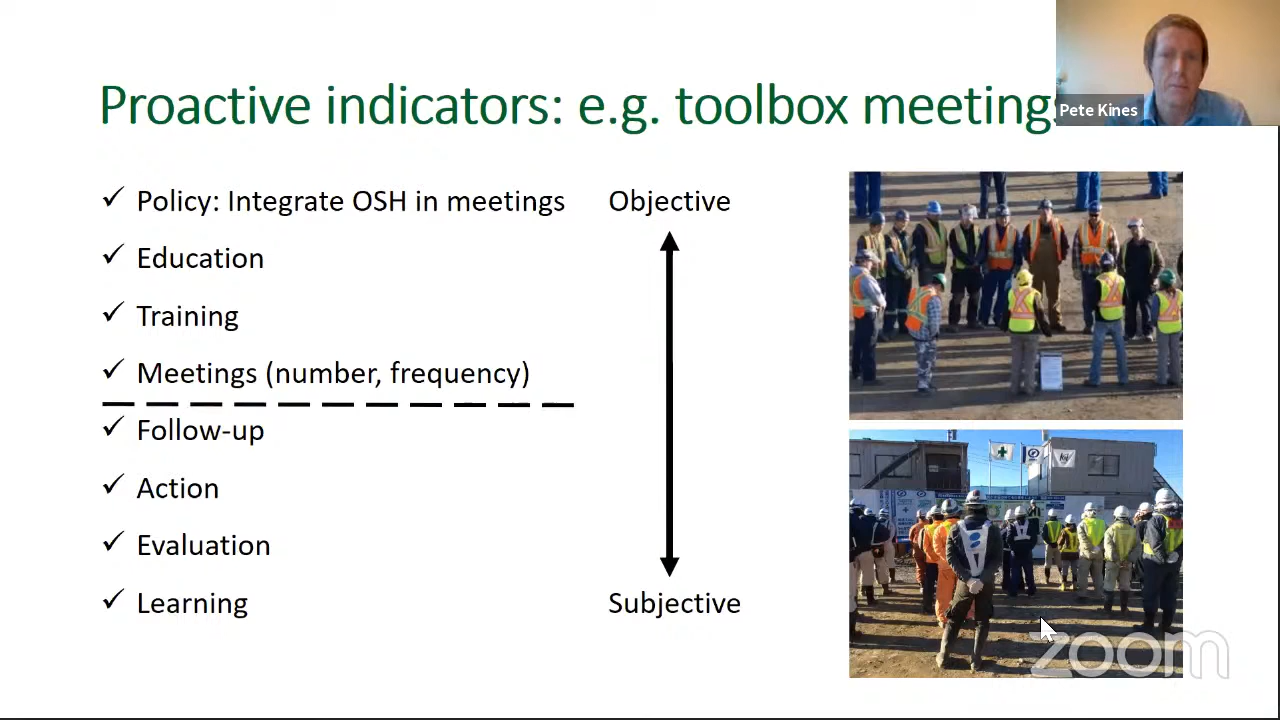 Proactive indicators: e.g. toolbox meetings
Pete Kines
Policy: Integrate OSH in meetings
Objective
Education
Training
Meetings (number, frequency)
Follow-up
Action
Evaluation
Learning
Subjective
zoom